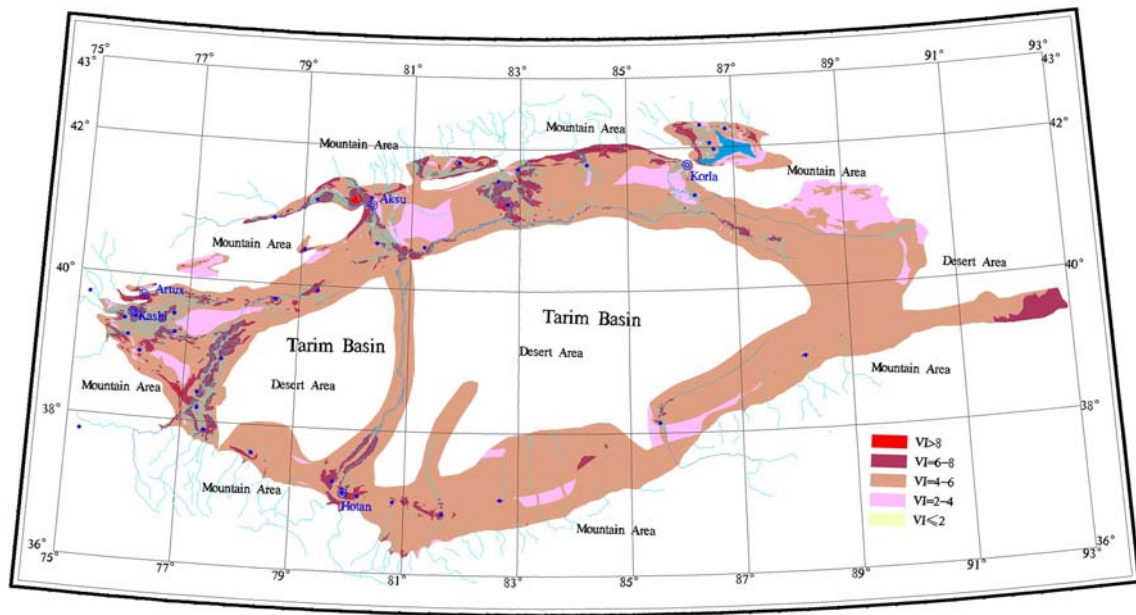 75° 77° 79° 81° 83° 85° 87° 89° 91° 93°
43° 43°
42° 42°
Mountain Area
Mountain Area
Mountain Area
Korla
Aksu
Mountain Area
40° 40°
Desert Area
Artux
Kashi
Tarim Basin
Tarim Basin
Desert Area
Desert Area
Mountain Area
Mountain Area
38° 38°
VI>8
VI=6-8
VI=4-6
VI=2-4
VI⩽2
Mountain Area
Hotan
Mountain Area
36° 36°
75° 77° 79° 81° 83° 85° 87° 89° 91° 93°